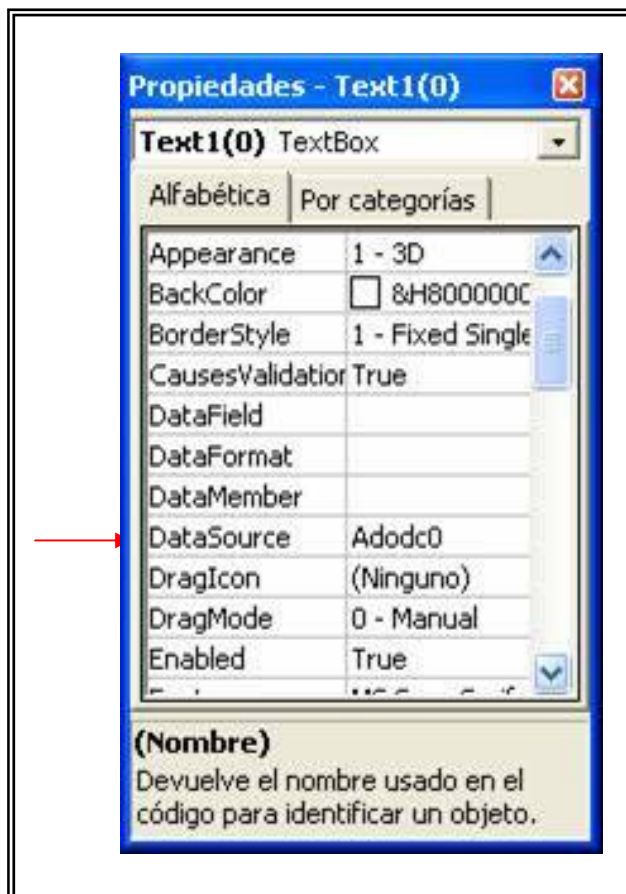 Propiedades - Text1(0)
Text1(0) TextBox
Alfabética Por categorías
Appearance 1 - 3D
BackColor &H8000000
BorderStyle 1 - Fixed Single
CausesValidation True
DataField
DataFormat
DataMember
DataSource Adodc0
DragIcon (Ninguno)
DragMode 0 - Manual
Enabled True
(Nombre)
Devuelve el nombre usado en el
código para identificar un objeto.